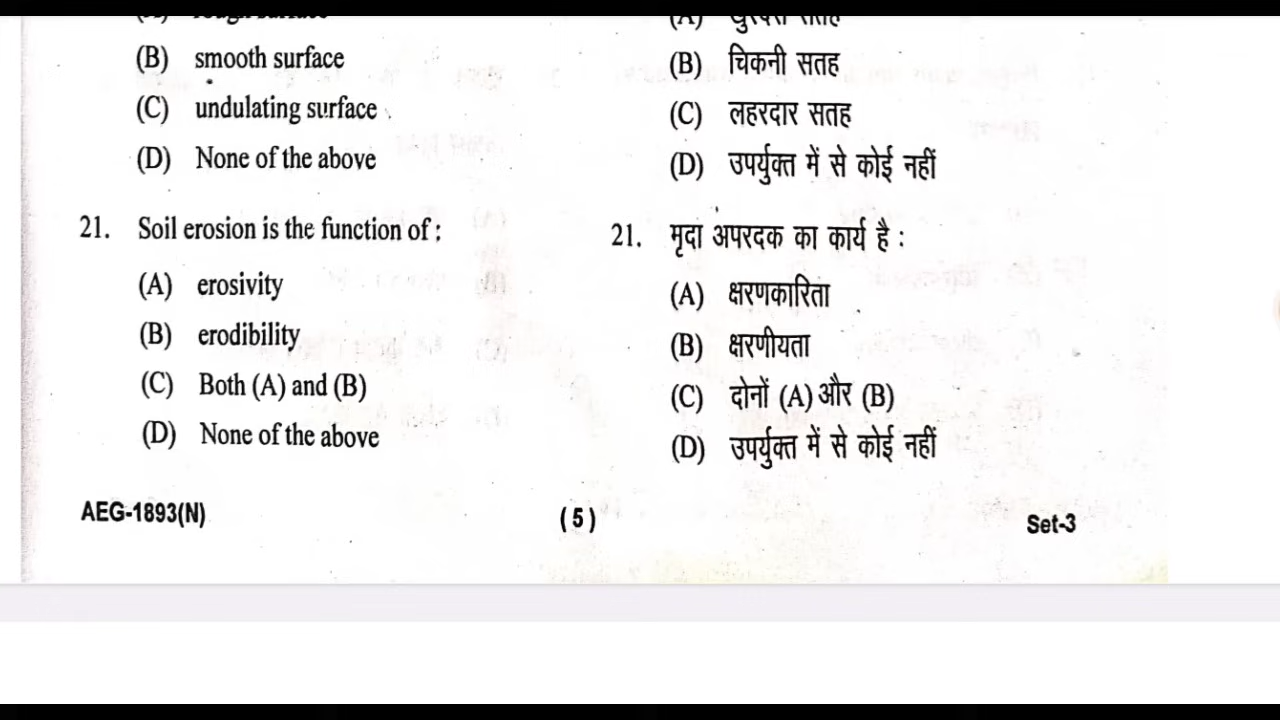 (B) smooth surface
(C) undulating surface
(D) None of the above
21. Soil erosion is the function of :
(A) erosivity
(B) erodibility
(C) Both (A) and (B)
(D) None of the above
(B) चिकनी सतह
(C) लहरदार सतह
(D) उपर्युक्त में से कोई नहीं
21. मृदा अपरदक का कार्य है :
(A) क्षरणकारिता
(B) क्षरणीयता
(C) दोनों (A) और (B)
(D) उपर्युक्त में से कोई नहीं
AEG-1893(N)
(5)
Set-3